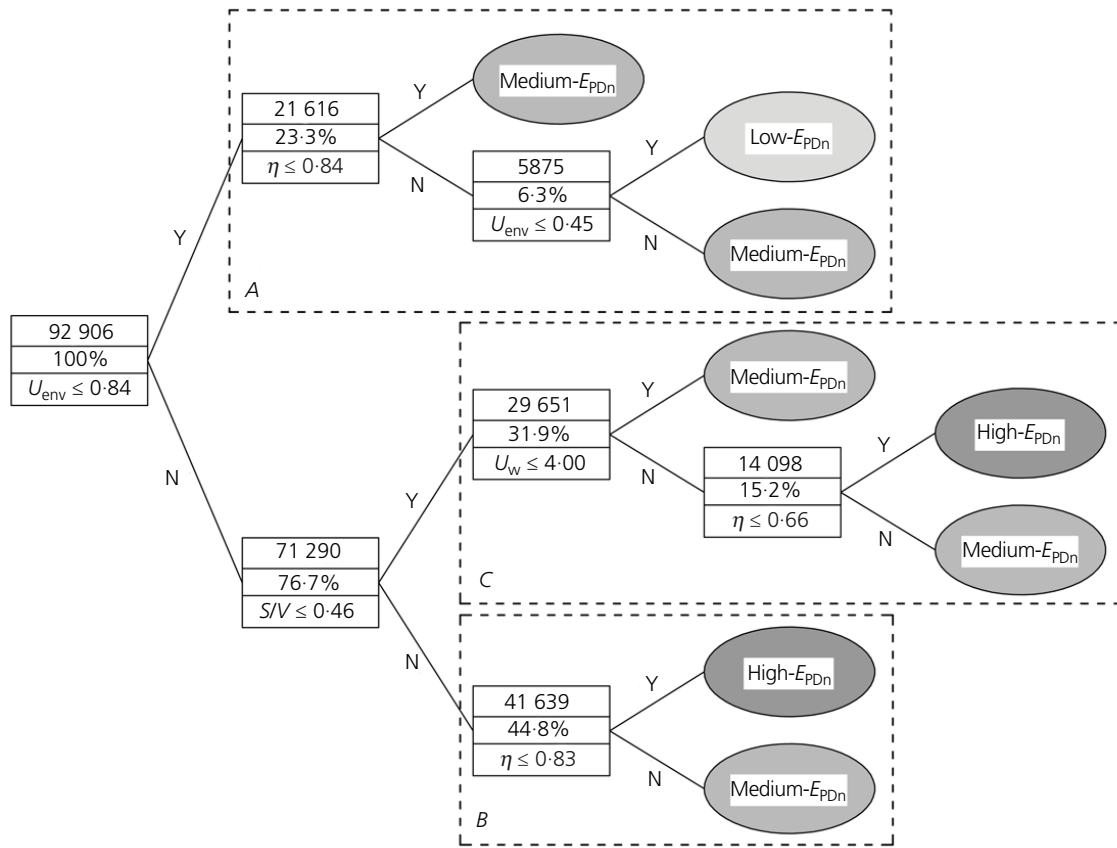 Medium-E_PDn
21 616
23·3%
η ≤ 0·84
Y
N
Low-E_PDn
5875
6·3%
U_env ≤ 0·45
Y
N
Medium-E_PDn
A
Y
92 906
100%
U_env ≤ 0·84
N
Medium-E_PDn
29 651
31·9%
U_w ≤ 4·00
Y
N
High-E_PDn
14 098
15·2%
η ≤ 0·66
Y
N
Medium-E_PDn
C
Y
71 290
76·7%
S/V ≤ 0·46
N
High-E_PDn
41 639
44·8%
η ≤ 0·83
Y
N
Medium-E_PDn
B